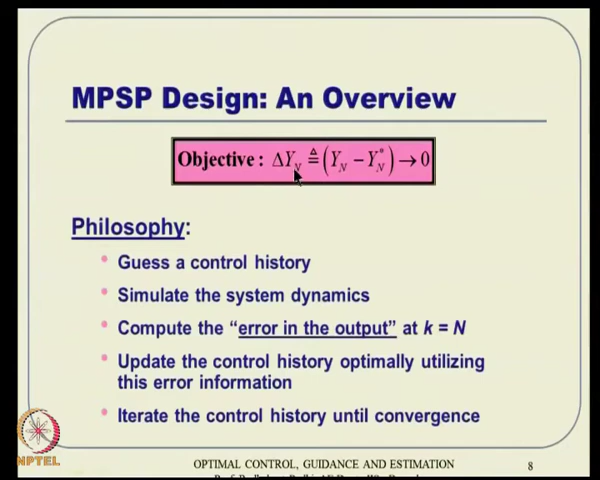 MPSP Design: An Overview
Objective : ΔY_N ≜ (Y_N − Y_N^*) → 0
Philosophy:
• Guess a control history
• Simulate the system dynamics
• Compute the “error in the output” at k = N
• Update the control history optimally utilizing
this error information
• Iterate the control history until convergence
NPTEL
OPTIMAL CONTROL, GUIDANCE AND ESTIMATION
8